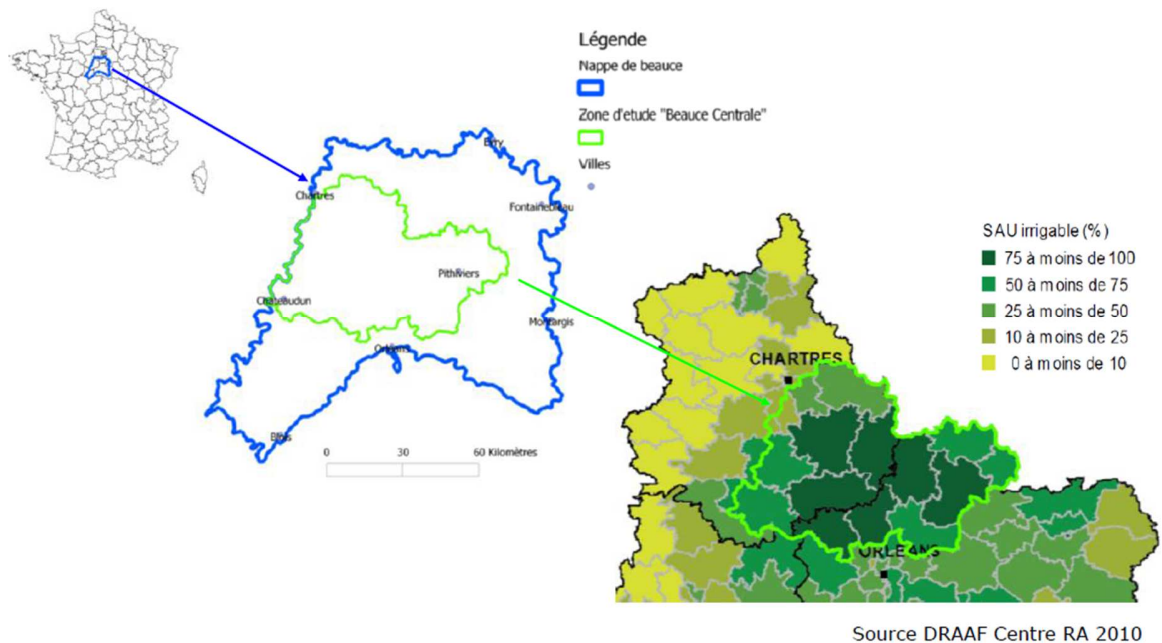 Légende
Nappe de beauce
Zone d'etude "Beauce Centrale"
Villes
Evry
Chartres
Fontainebleau
Pithiviers
Chateaudun
Montargis
Orléans
Blois
0 30 60 Kilomètres
SAU irrigable (%)
75 à moins de 100
50 à moins de 75
25 à moins de 50
10 à moins de 25
0 à moins de 10
CHARTRES
ORLEANS
Source DRAAF Centre RA 2010